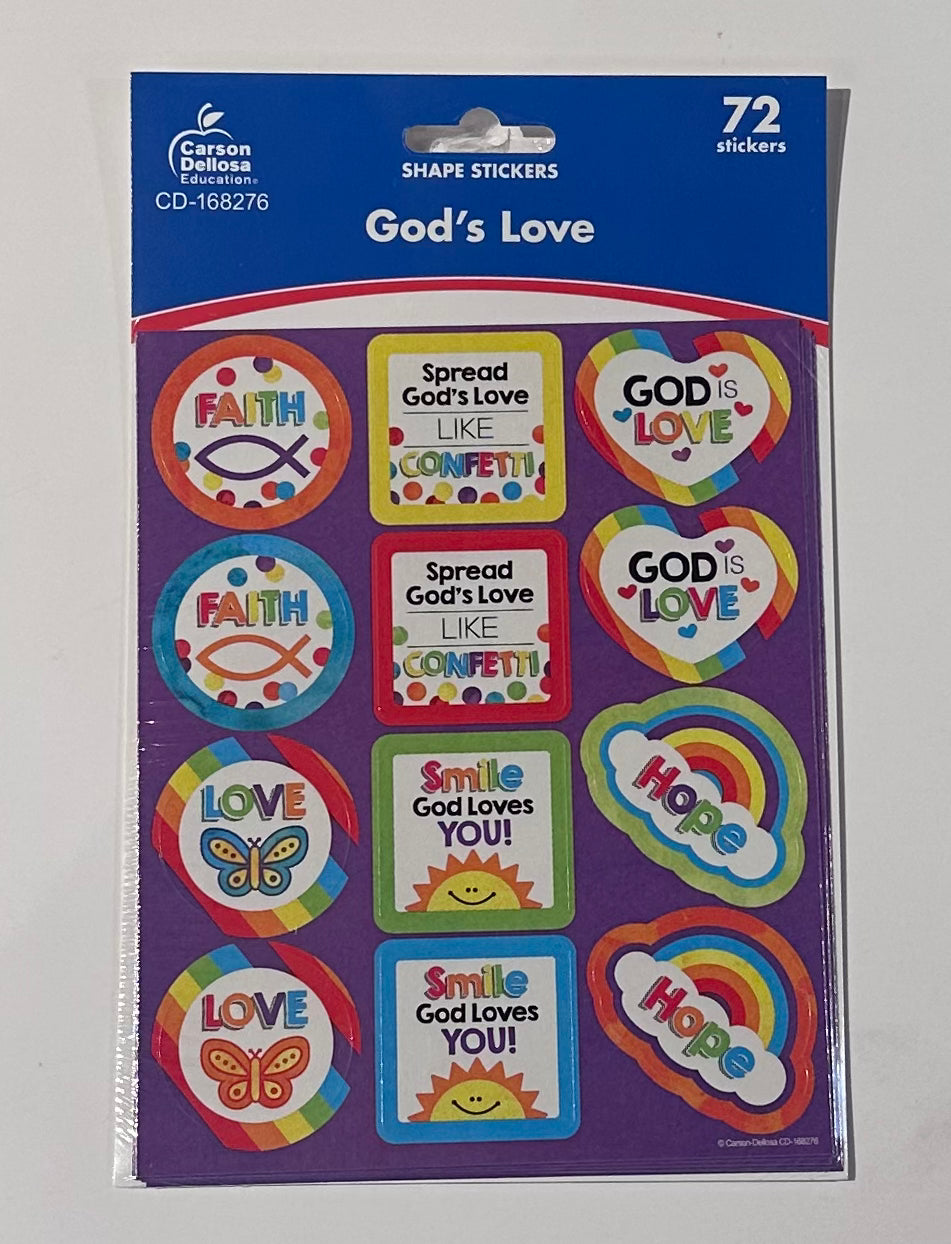 Carson
Dellosa
Education®
CD-168276
SHAPE STICKERS
72
stickers
God's Love
FAITH
Spread
God's Love
LIKE
CONFETTI
GOD IS
LOVE
FAITH
Spread
God's Love
LIKE
CONFETTI
GOD IS
LOVE
LOVE
Smile
God Loves
YOU!
Hope
LOVE
Smile
God Loves
YOU!
Hope
© Carson-Dellosa CD-168276